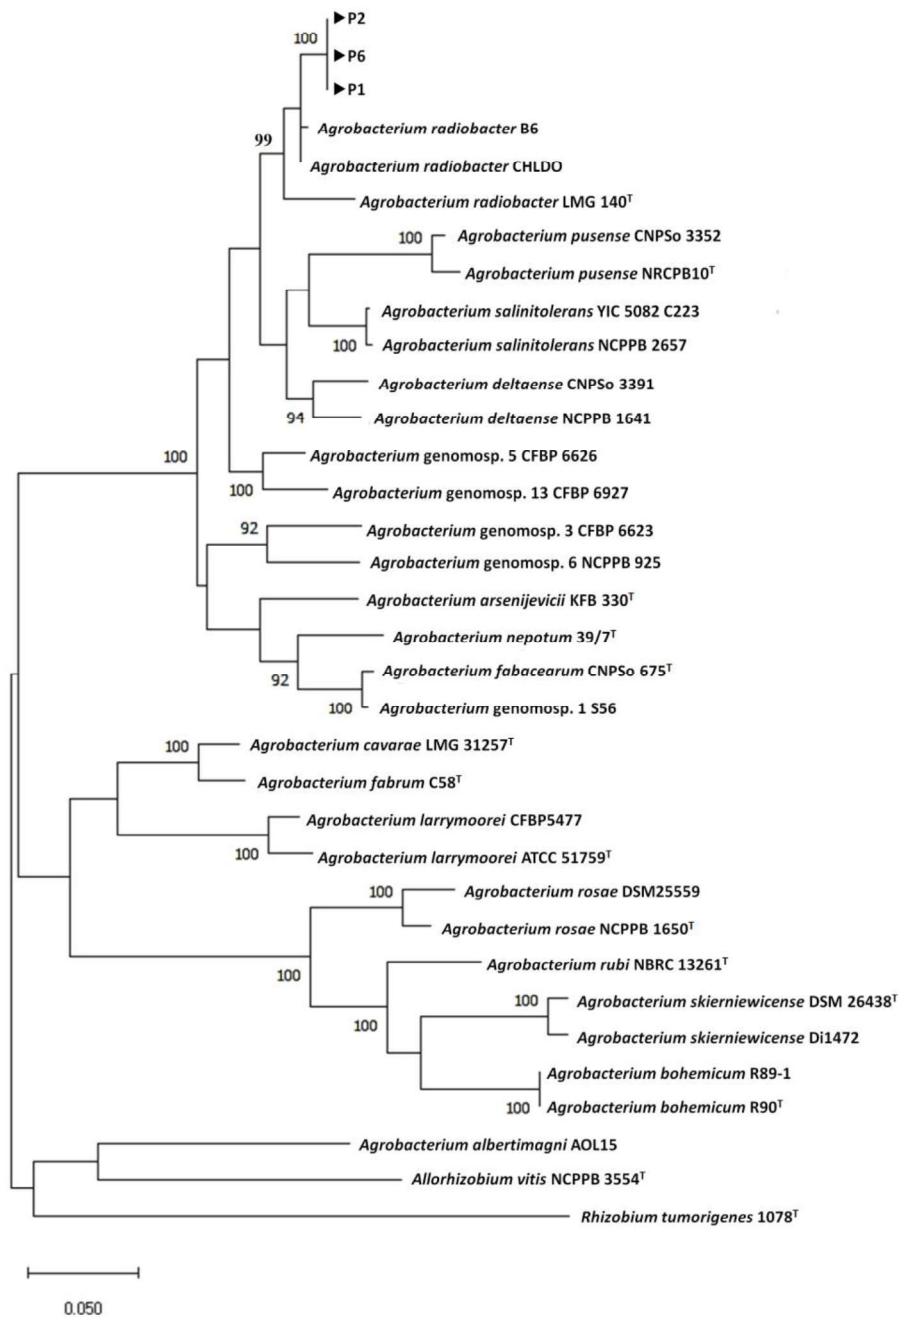 P2
100
P6
P1
Agrobacterium radiobacter B6
99
Agrobacterium radiobacter CHLDO
Agrobacterium radiobacter LMG 140ᵀ
100
Agrobacterium pusense CNPSo 3352
Agrobacterium pusense NRCPB10ᵀ
Agrobacterium salinitolerans YIC 5082 C223
100
Agrobacterium salinitolerans NCPPB 2657
Agrobacterium deltaense CNPSo 3391
94
Agrobacterium deltaense NCPPB 1641
100
Agrobacterium genomosp. 5 CFBP 6626
100
Agrobacterium genomosp. 13 CFBP 6927
92
Agrobacterium genomosp. 3 CFBP 6623
Agrobacterium genomosp. 6 NCPPB 925
Agrobacterium arsenijevicii KFB 330ᵀ
Agrobacterium nepotum 39/7ᵀ
92
Agrobacterium fabacearum CNPSo 675ᵀ
100
Agrobacterium genomosp. 1 S56
100
Agrobacterium cavarae LMG 31257ᵀ
Agrobacterium fabrum C58ᵀ
Agrobacterium larrymoorei CFBP5477
100
Agrobacterium larrymoorei ATCC 51759ᵀ
100
Agrobacterium rosae DSM25559
Agrobacterium rosae NCPPB 1650ᵀ
100
Agrobacterium rubi NBRC 13261ᵀ
100
Agrobacterium skierniewicense DSM 26438ᵀ
100
Agrobacterium skierniewicense Di1472
Agrobacterium bohemicum R89-1
100
Agrobacterium bohemicum R90ᵀ
Agrobacterium albertimagni AOL15
Allorhizobium vitis NCPPB 3554ᵀ
Rhizobium tumorigenes 1078ᵀ
0.050